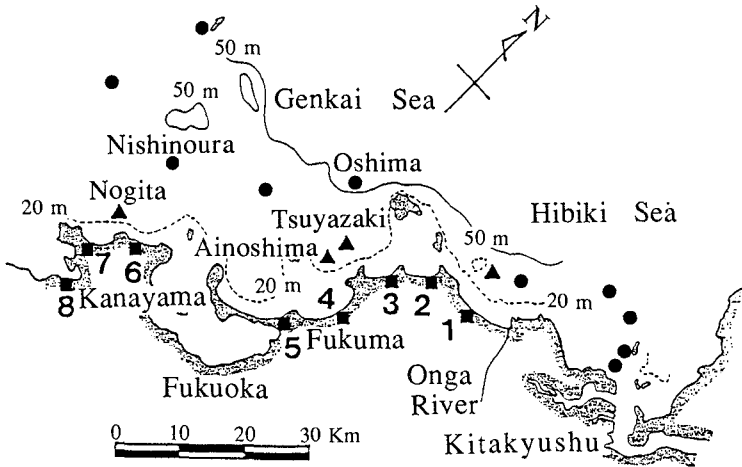 N
50 m
Genkai Sea
50 m
Nishinoura
Oshima
Nogita
20 m
Tsuyazaki
Hibiki Sea
Ainoshima
50 m
7 6
20 m
20 m
8 Kanayama
4
3 2
1
5 Fukuma
Fukuoka
Onga
River
Kitakyushu
0 10 20 30 Km